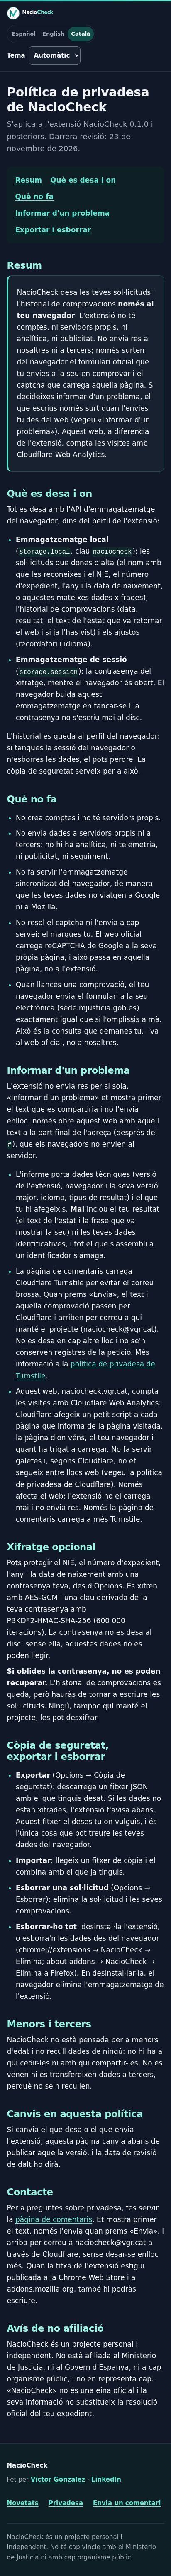 NacioCheck
Español English Català
Tema Automàtic
Política de privadesa
de NacioCheck
S'aplica a l'extensió NacioCheck 0.1.0 i
posteriors. Darrera revisió: 23 de
novembre de 2026.
Resum Què es desa i on
Què no fa
Informar d'un problema
Exportar i esborrar
Resum
NacioCheck desa les teves sol·licituds i
l'historial de comprovacions només al
teu navegador. L'extensió no té
comptes, ni servidors propis, ni
anàlisi, ni publicitat. No envia res a
nosaltres ni a tercers; només surten
del navegador el formulari oficial que
tu envies a la seu en comprovar i el
captcha que carrega aquella pàgina. Si
decideixes informar d'un problema, el
que escrius només surt quan l'envies
tu des del web (vegeu «Informar d'un
problema»). Aquest web, a diferència
de l'extensió, compta les visites amb
Cloudflare Web Analytics.
Què es desa i on
Tot es desa amb l'API d'emmagatzematge
del navegador, dins del perfil de l'extensió:
• Emmagatzematge local
(storage.local, clau naciocheck): les
sol·licituds que dones d'alta (el nom amb
què les reconeixes i el NIE, el número
d'expedient, l'any i la data de naixement,
o aquestes mateixes dades xifrades),
l'historial de comprovacions (data,
resultat, el text de l'estat que va retornar
el web i si ja l'has vist) i els ajustos
(recordatori i idioma).
• Emmagatzematge de sessió
(storage.session): la contrasenya del
xifratge, només mentre el navegador és obert. El
navegador buida aquest
emmagatzematge en tancar-se i la
contrasenya no s'escriu mai al disc.
L'historial es queda al perfil del navegador:
si tanques la sessió del navegador o
n'esborres les dades, el pots perdre. La
còpia de seguretat serveix per a això.
Què no fa
• No crea comptes i no té servidors propis.
• No envia dades a servidors propis ni a
tercers: no hi ha analítica, ni telemetria,
ni publicitat, ni seguiment.
• No fa servir l'emmagatzematge
sincronitzat del navegador, de manera
que les teves dades no viatgen a Google
ni a Mozilla.
• No resol el captcha ni l'envia a cap
servei: el marques tu. El web oficial
carrega reCAPTCHA de Google a la seva
pròpia pàgina, i això passa en aquella
pàgina, no a l'extensió.
• Quan llances una comprovació, el teu
navegador envia el formulari a la seu
electrònica (sede.mjusticia.gob.es)
exactament igual que si l'omplissis a mà.
Això és la consulta que demanes tu, i va
al web oficial, no a nosaltres.
Informar d'un problema
L'extensió no envia res per si sola.
«Informar d'un problema» et mostra primer
el text que es compartiria i no l'envia
enlloc: només obre aquest web amb aquell
text a la part final de l'adreça (després del
#), que els navegadors no envien al
servidor.
• L'informe porta dades tècniques (versió
de l'extensió, navegador i la seva versió
major, idioma, tipus de resultat) i el que
tu hi afegeixis. Mai inclou el teu resultat
(el text de l'estat i la frase que va
mostrar la seu) ni les teves dades
identificatives, i tot el que s'assembli a
un identificador s'amaga.
• La pàgina de comentaris carrega
Cloudflare Turnstile per evitar el correu
brossa. Quan prems «Envia», el text i
aquella comprovació passen per
Cloudflare i arriben per correu a qui
manté el projecte (naciocheck@vgr.cat).
No es desa en cap altre lloc i no se'n
conserven registres de la petició. Més
informació a la política de privadesa de
Turnstile.
• Aquest web, naciocheck.vgr.cat, compta
les visites amb Cloudflare Web Analytics:
Cloudflare afegeix un petit script a cada
pàgina que informa de la pàgina visitada,
la pàgina d'on véns, el teu navegador i
quant ha trigat a carregar. No fa servir
galetes i, segons Cloudflare, no et
segueix entre llocs web (vegeu la política
de privadesa de Cloudflare). Només
afecta el web: l'extensió no el carrega
mai i no envia res. Només la pàgina de
comentaris carrega a més Turnstile.
Xifratge opcional
Pots protegir el NIE, el número d'expedient,
l'any i la data de naixement amb una
contrasenya teva, des d'Opcions. Es xifren
amb AES-GCM i una clau derivada de la
teva contrasenya amb
PBKDF2-HMAC-SHA-256 (600 000
iteracions). La contrasenya no es desa al
disc: sense ella, aquestes dades no es
poden llegir.
Si oblides la contrasenya, no es poden
recuperar. L'historial de comprovacions es
queda, però hauràs de tornar a escriure les
sol·licituds. Ningú, tampoc qui manté el
projecte, les pot desxifrar.
Còpia de seguretat,
exportar i esborrar
• Exportar (Opcions → Còpia de
seguretat): descarrega un fitxer JSON
amb el que tinguis desat. Si les dades no
estan xifrades, l'extensió t'avisa abans.
Aquest fitxer el deses tu on vulguis, i és
l'única cosa que pot treure les teves
dades del navegador.
• Importar: llegeix un fitxer de còpia i el
combina amb el que ja tinguis.
• Esborrar una sol·licitud (Opcions →
Esborrar): elimina la sol·licitud i les seves
comprovacions.
• Esborrar-ho tot: desinstal·la l'extensió,
o esborra'n les dades des del navegador
(chrome://extensions → NacioCheck →
Elimina; about:addons → NacioCheck →
Elimina a Firefox). En desinstal·lar-la, el
navegador elimina l'emmagatzematge de
l'extensió.
Menors i tercers
NacioCheck no està pensada per a menors
d'edat i no recull dades de ningú: no hi ha a
qui cedir-les ni amb qui compartir-les. No es
venen ni es transfereixen dades a tercers,
perquè no se'n recullen.
Canvis en aquesta política
Si canvia el que desa o el que envia
l'extensió, aquesta pàgina canvia abans de
publicar aquella versió, i la data de revisió
de dalt ho dirà.
Contacte
Per a preguntes sobre privadesa, fes servir
la pàgina de comentaris. Et mostra primer
el text, només l'envia quan prems «Envia», i
arriba per correu a naciocheck@vgr.cat a
través de Cloudflare, sense desar-se enlloc
més. Quan la fitxa de l'extensió estigui
publicada a la Chrome Web Store i a
addons.mozilla.org, també hi podràs
escriure.
Avís de no afiliació
NacioCheck és un projecte personal i
independent. No està afiliada al Ministerio
de Justicia, ni al Govern d'Espanya, ni a cap
organisme públic, i no en representa cap.
«NacioCheck» no és una eina oficial i la
seva informació no substitueix la resolució
oficial del teu expedient.
NacioCheck
Fet per Victor Gonzalez · LinkedIn
Novetats Privadesa Envia un comentari
NacioCheck és un projecte personal i
independent. No té cap vincle amb el Ministerio
de Justicia ni amb cap organisme públic.